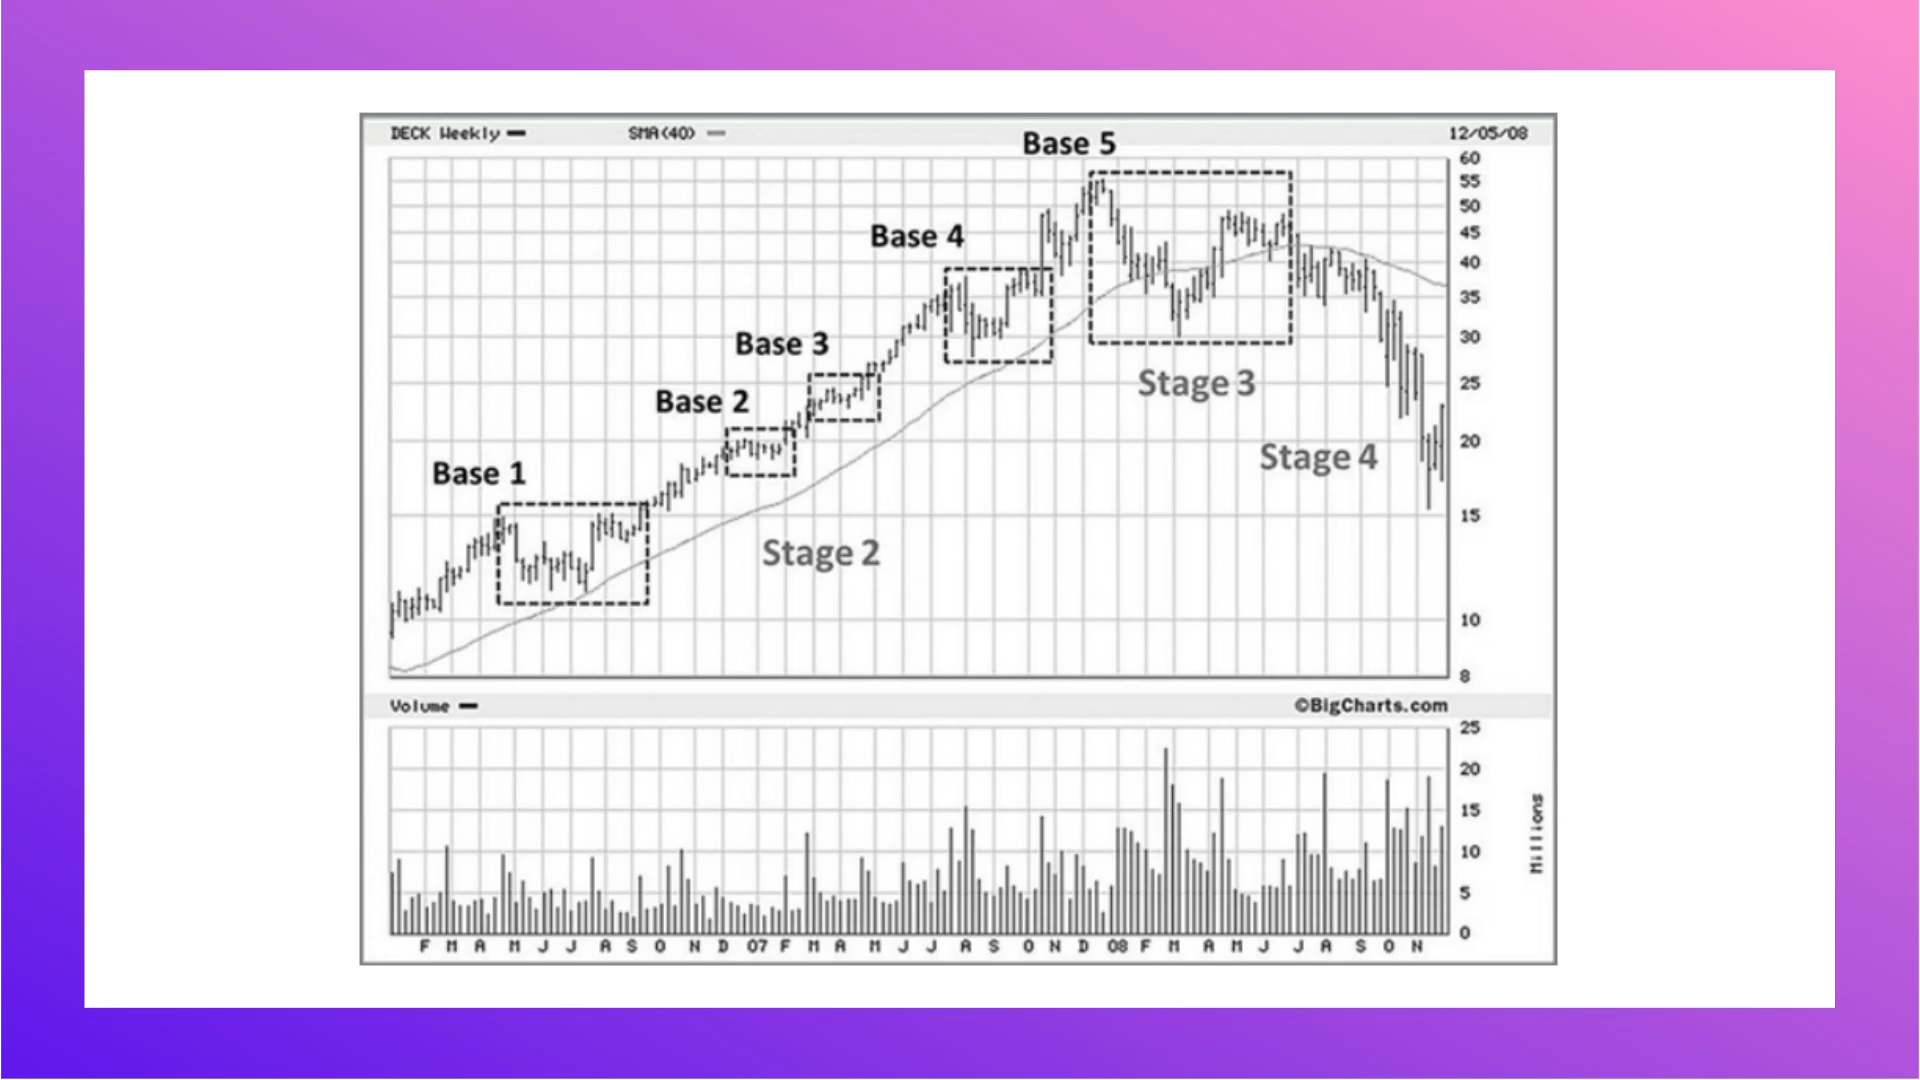 DECK Weekly SMA(40) 12/05/08
Base 5
60
55
50
Base 4
45
40
35
Base 3
30
Stage 3
25
Base 2
20
Stage 4
Base 1
15
Stage 2
10
8
Volume ©BigCharts.com
25
20
15
10
5
0
Millions
F M A M J J A S O N D 07 F M A M J J A S O N D 08 F M A M J J A S O N